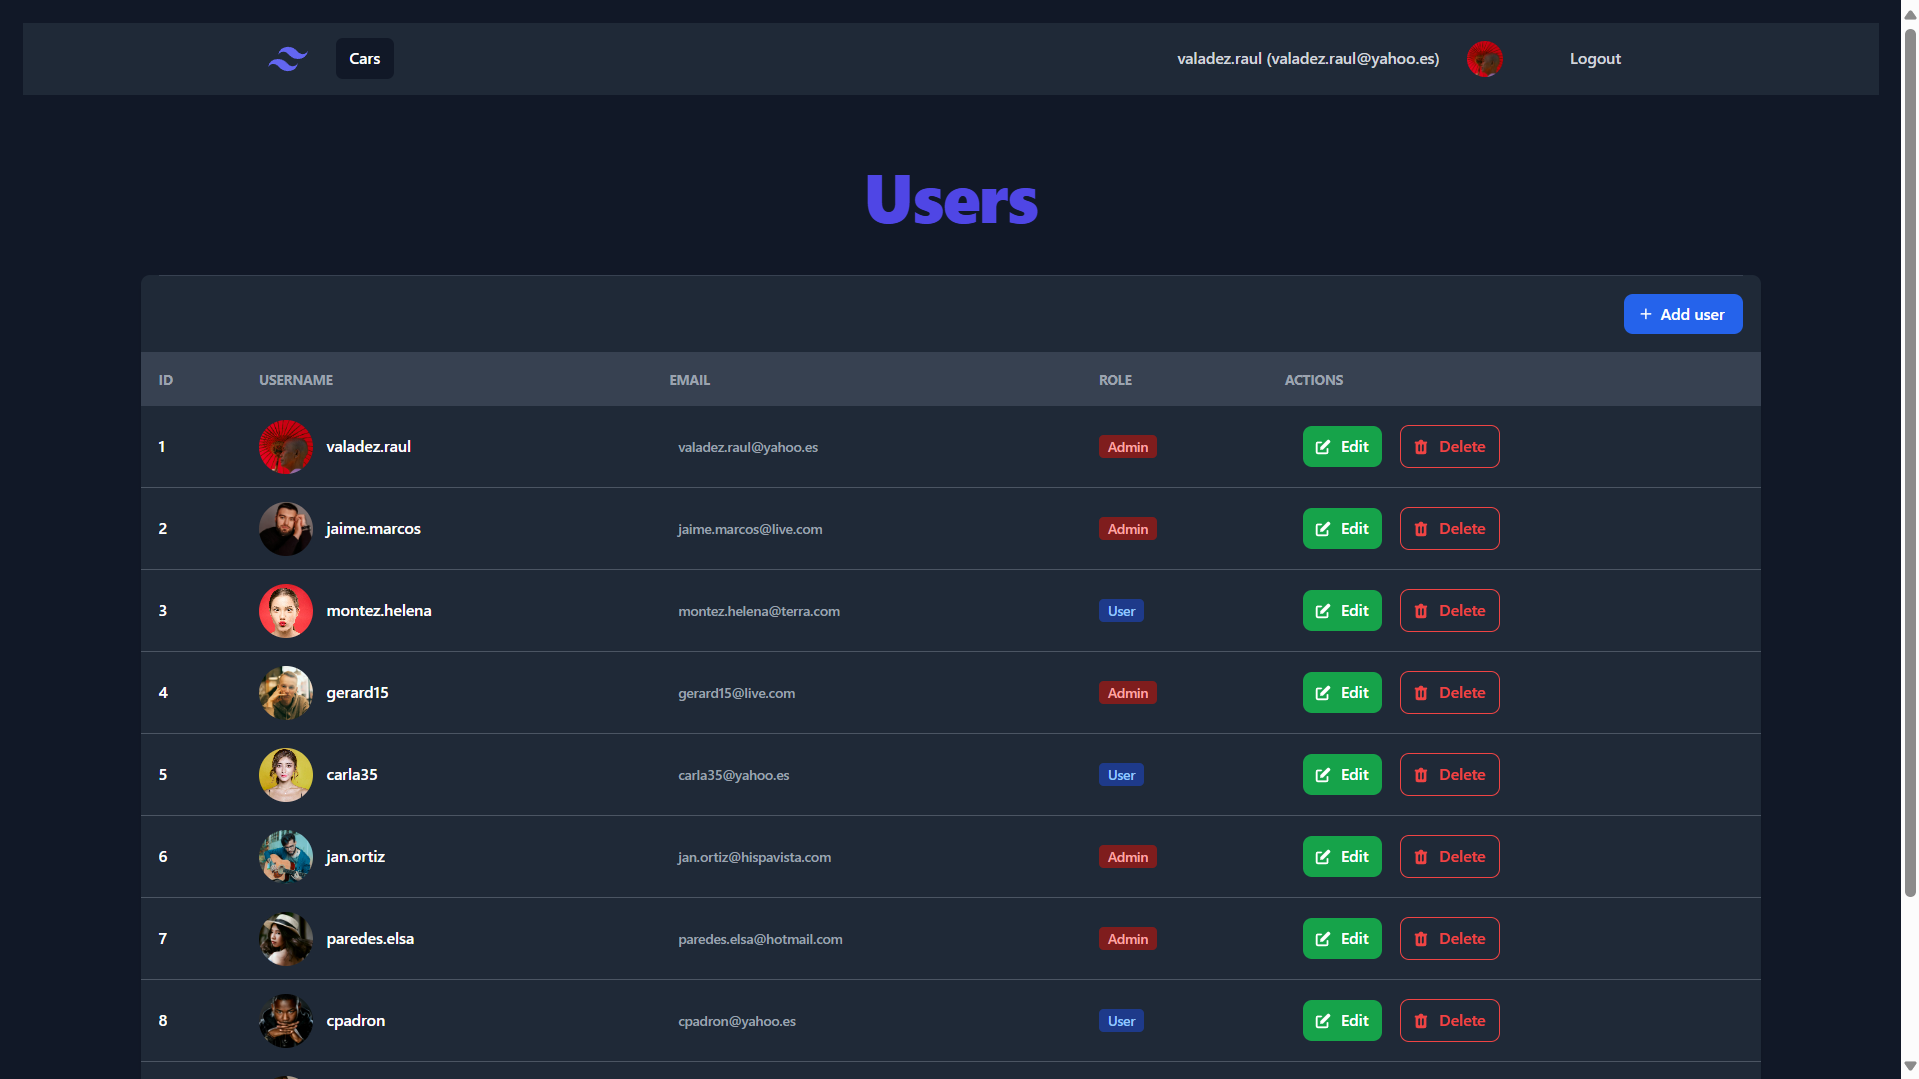 Cars
valadez.raul (valadez.raul@yahoo.es)
Logout
Users
+ Add user
ID USERNAME EMAIL ROLE ACTIONS
1 valadez.raul valadez.raul@yahoo.es Admin Edit Delete
2 jaime.marcos jaime.marcos@live.com Admin Edit Delete
3 montez.helena montez.helena@terra.com User Edit Delete
4 gerard15 gerard15@live.com Admin Edit Delete
5 carla35 carla35@yahoo.es User Edit Delete
6 jan.ortiz jan.ortiz@hispavista.com Admin Edit Delete
7 paredes.elsa paredes.elsa@hotmail.com Admin Edit Delete
8 cpadron cpadron@yahoo.es User Edit Delete